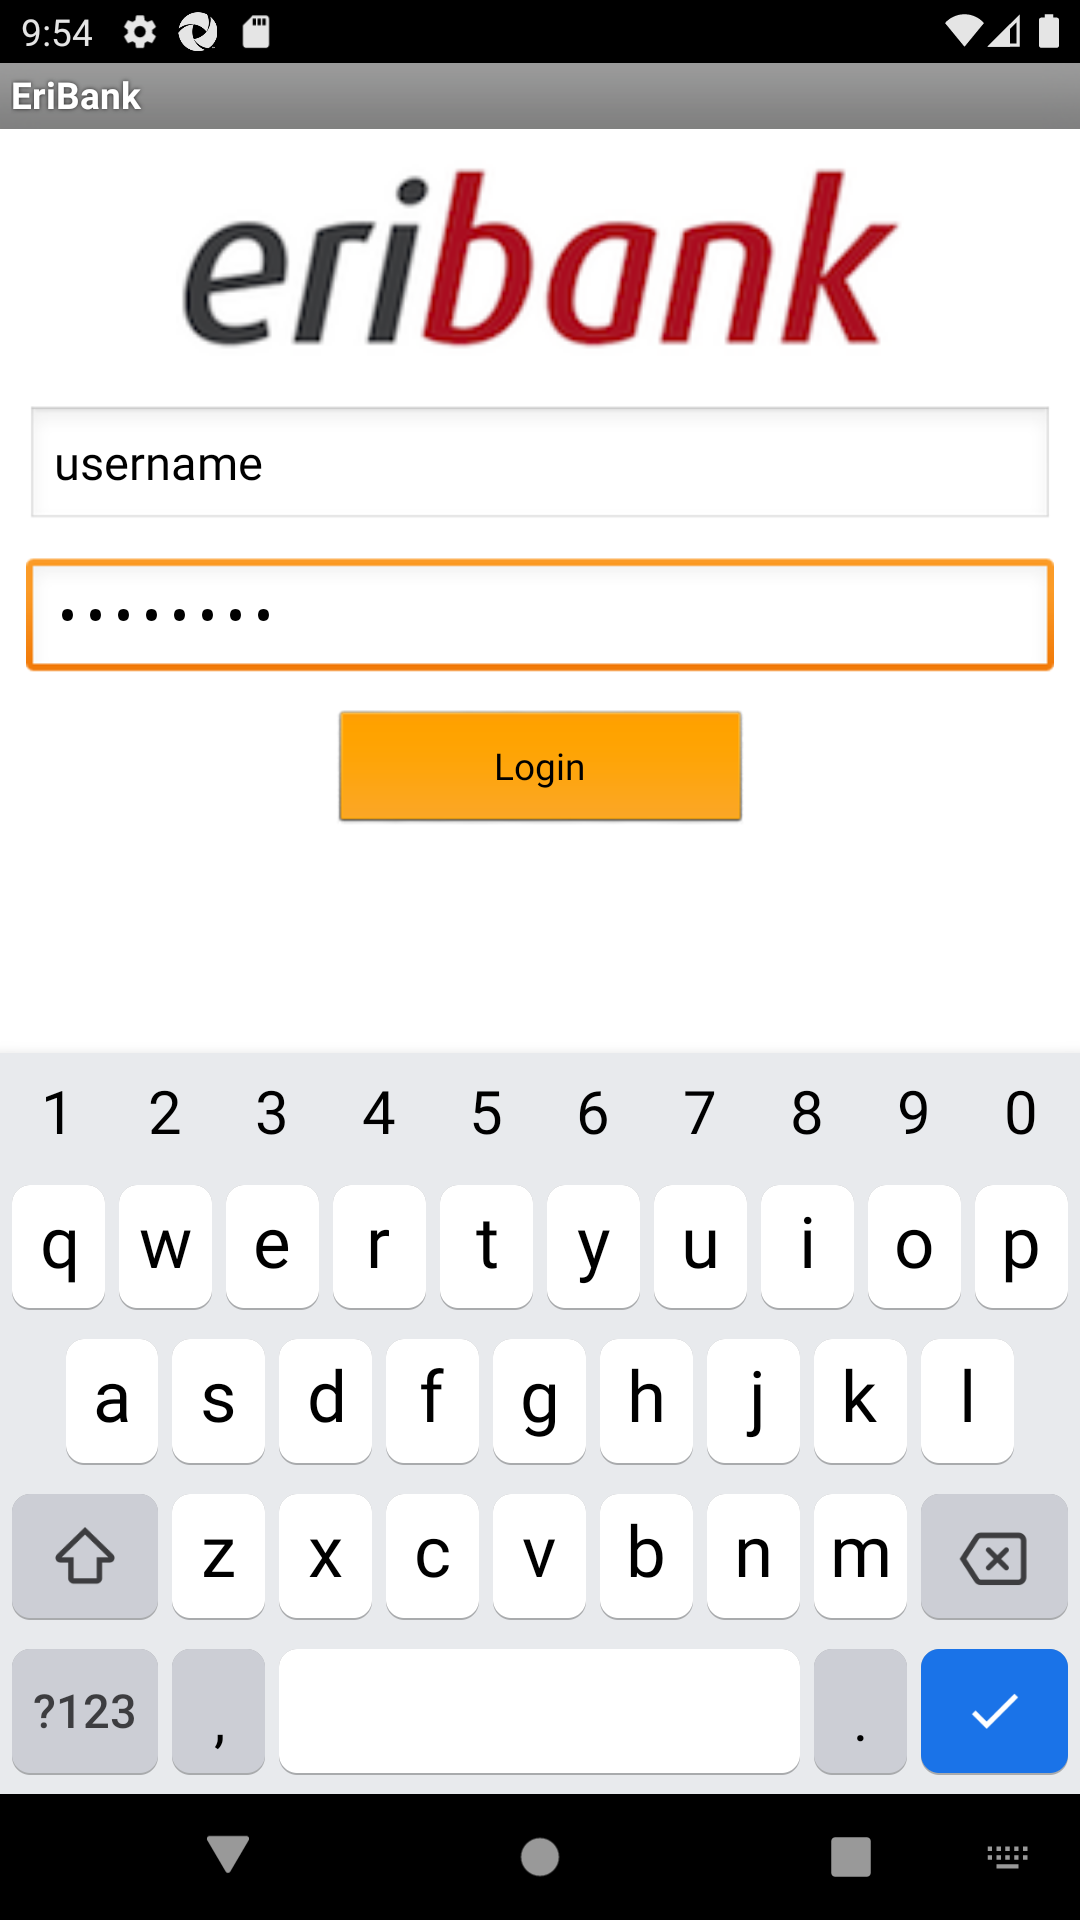 9:54
EriBank
eribank
username
••••••••
Login
1 2 3 4 5 6 7 8 9 0
q w e r t y u i o p
a s d f g h j k l
z x c v b n m
?123 , .